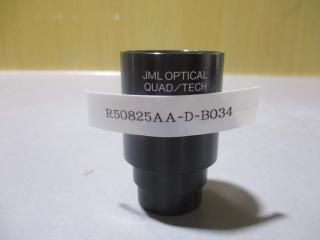 JML OPTICAL
QUAD/TECH
R50825AA-D-B034